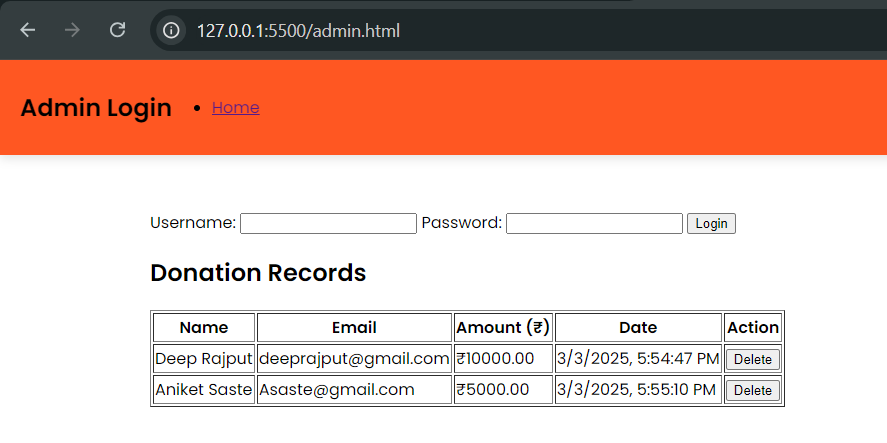 127.0.0.1:5500/admin.html
Admin Login • Home
Username: Password: Login
Donation Records
Name Email Amount (₹) Date Action
Deep Rajput deeprajput@gmail.com ₹10000.00 3/3/2025, 5:54:47 PM Delete
Aniket Saste Asaste@gmail.com ₹5000.00 3/3/2025, 5:55:10 PM Delete